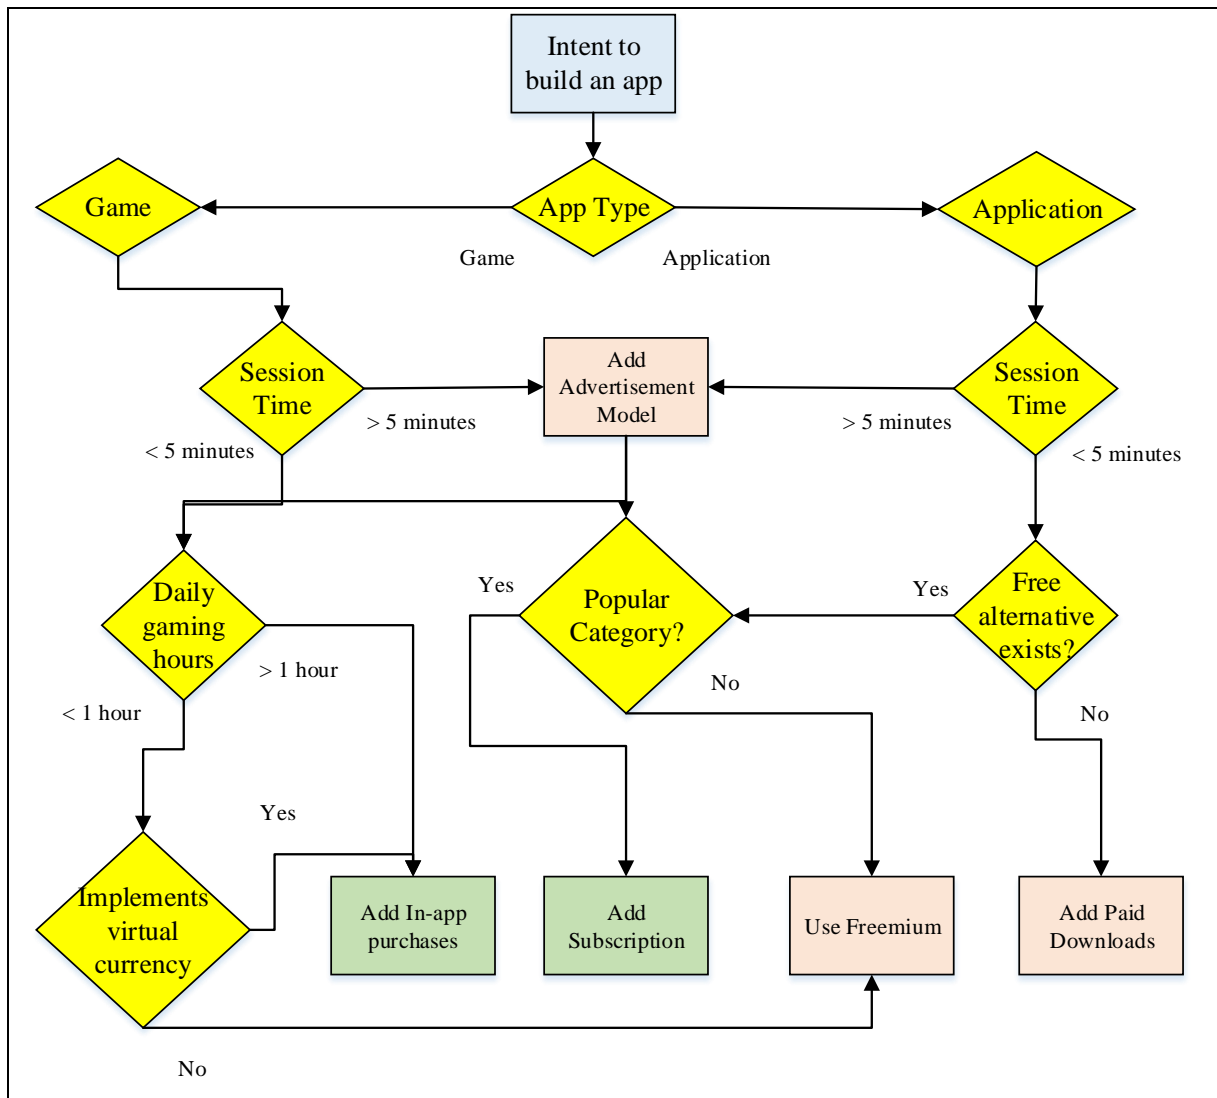 Intent to
build an app
Game
App Type
Application
Game
Application
Session
Time
Add
Advertisement
Model
Session
Time
> 5 minutes
> 5 minutes
< 5 minutes
< 5 minutes
Daily
gaming
hours
Yes
Popular
Category?
Yes
Free
alternative
exists?
> 1 hour
No
< 1 hour
No
Yes
Implements
virtual
currency
Add In-app
purchases
Add
Subscription
Use Freemium
Add Paid
Downloads
No